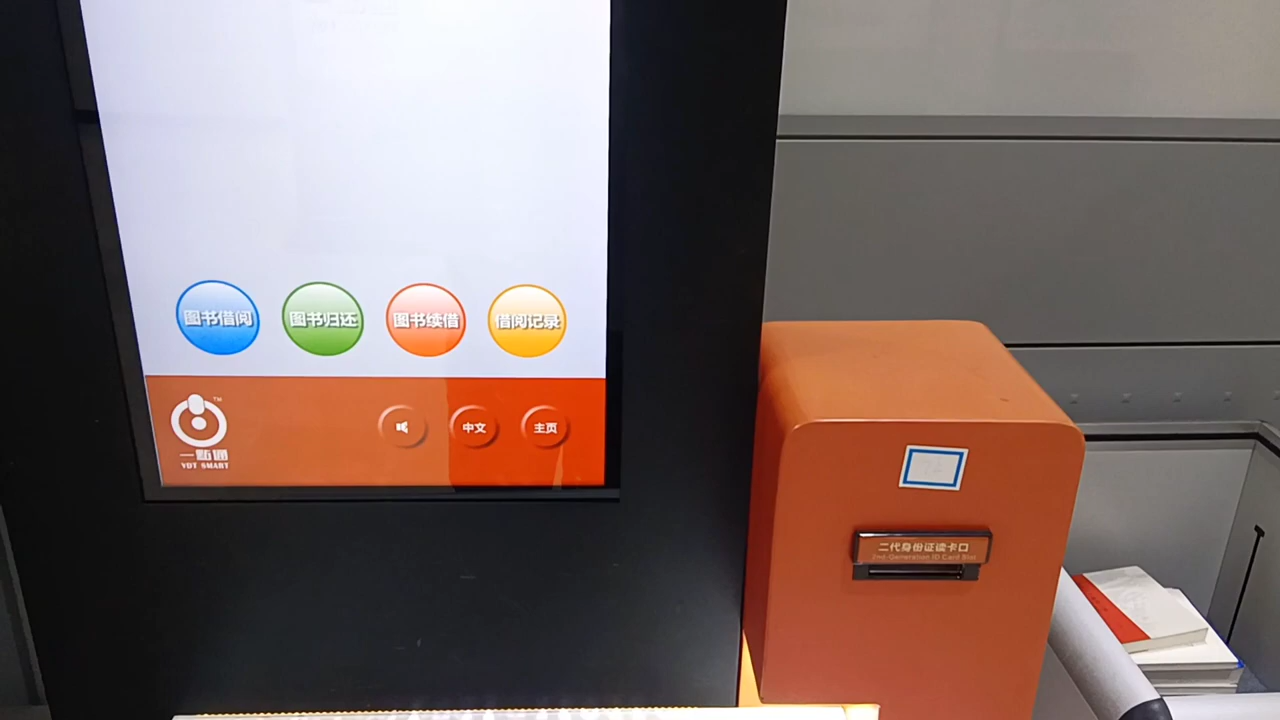 图书借阅
图书归还
图书续借
借阅记录
TM
一點通
YDT SMART
中文
主页
二代身份证读卡口
2nd-Generation ID Card Slot